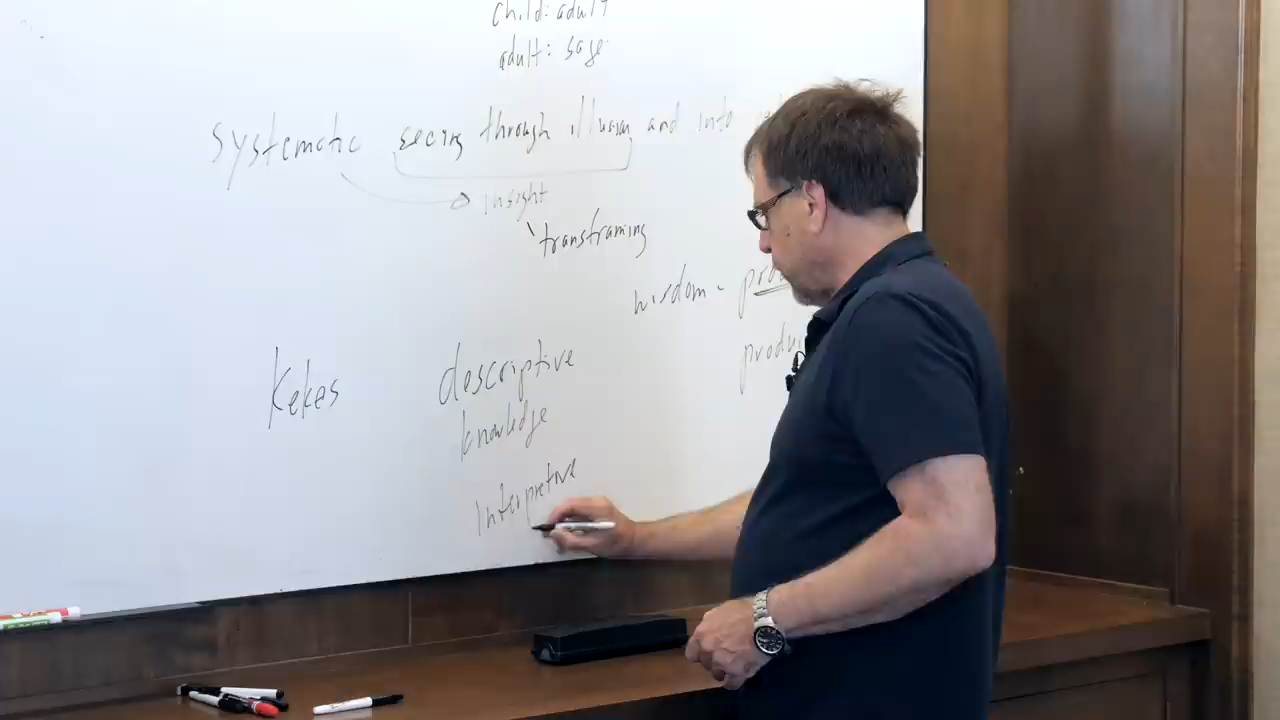 child: adult
adult: sage
systematic seeing through illusion and into
insight
transframing
wisdom -
Kekes descriptive
knowledge
interpretive